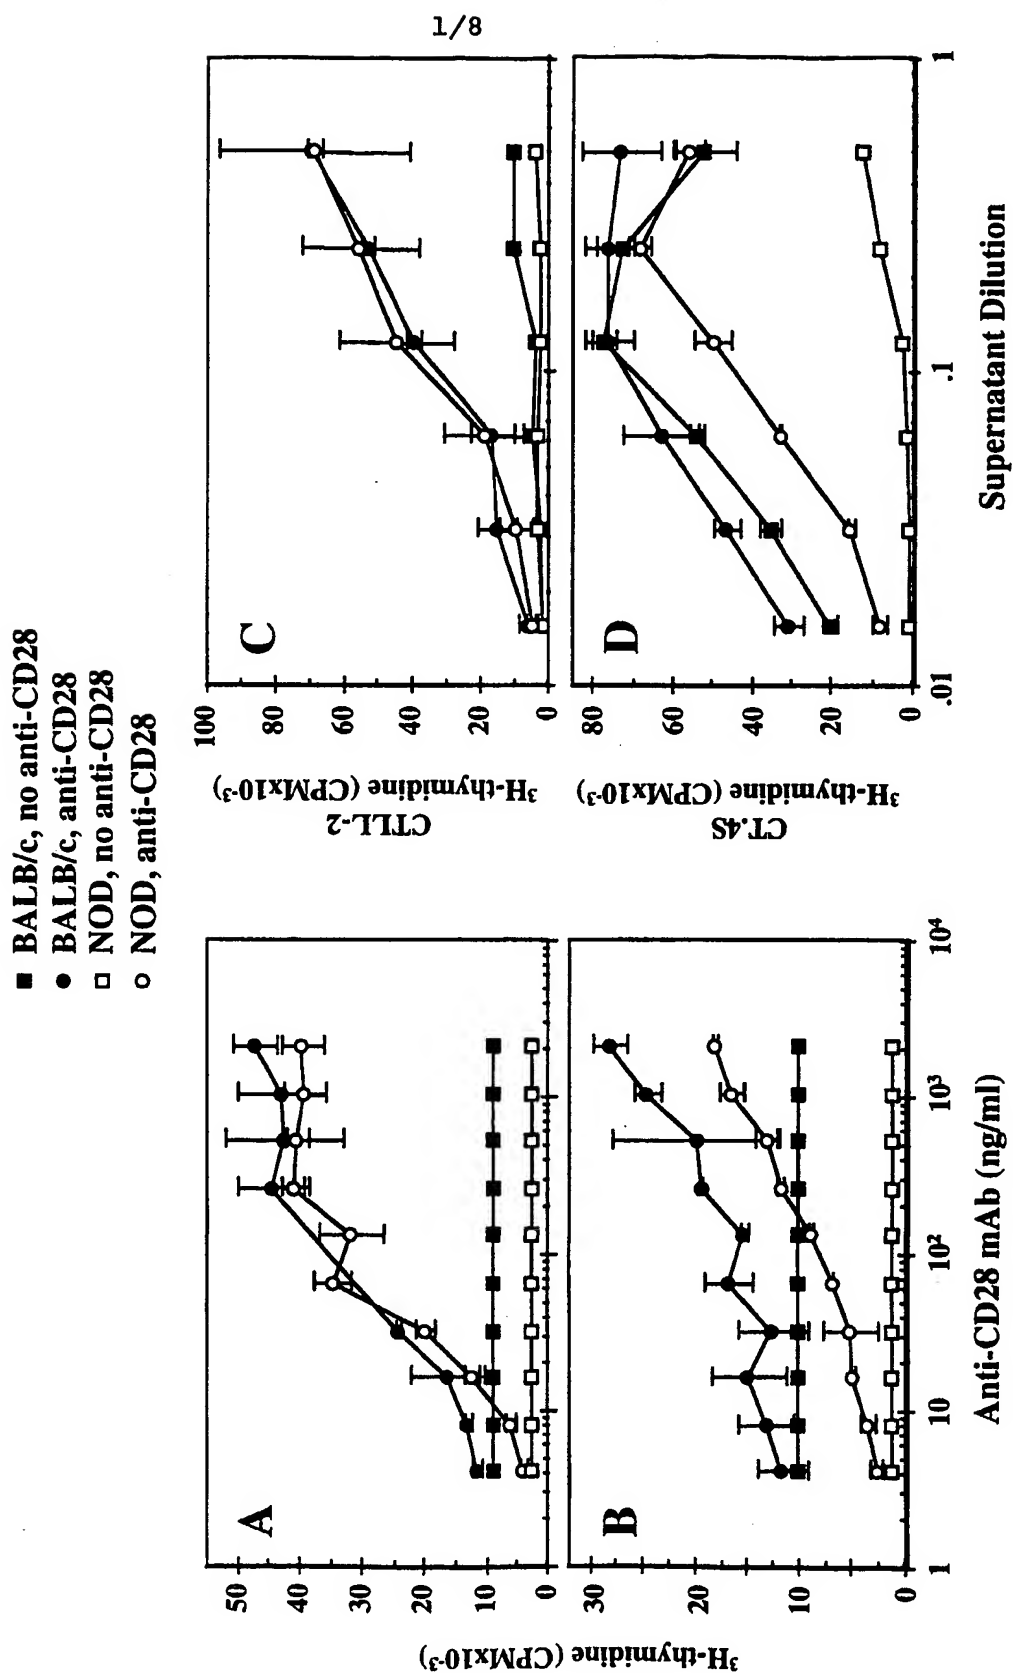 1/8
■ BALB/c, no anti-CD28
● BALB/c, anti-CD28
□ NOD, no anti-CD28
○ NOD, anti-CD28
A
50
40
30
20
10
0
³H-thymidine (CPMx10⁻³)
B
30
20
10
0
1
10
10²
10³
10⁴
Anti-CD28 mAb (ng/ml)
C
100
80
60
40
20
0
CTLL-2
³H-thymidine (CPMx10⁻³)
D
80
60
40
20
0
CT.4S
³H-thymidine (CPMx10⁻³)
.01
.1
1
Supernatant Dilution